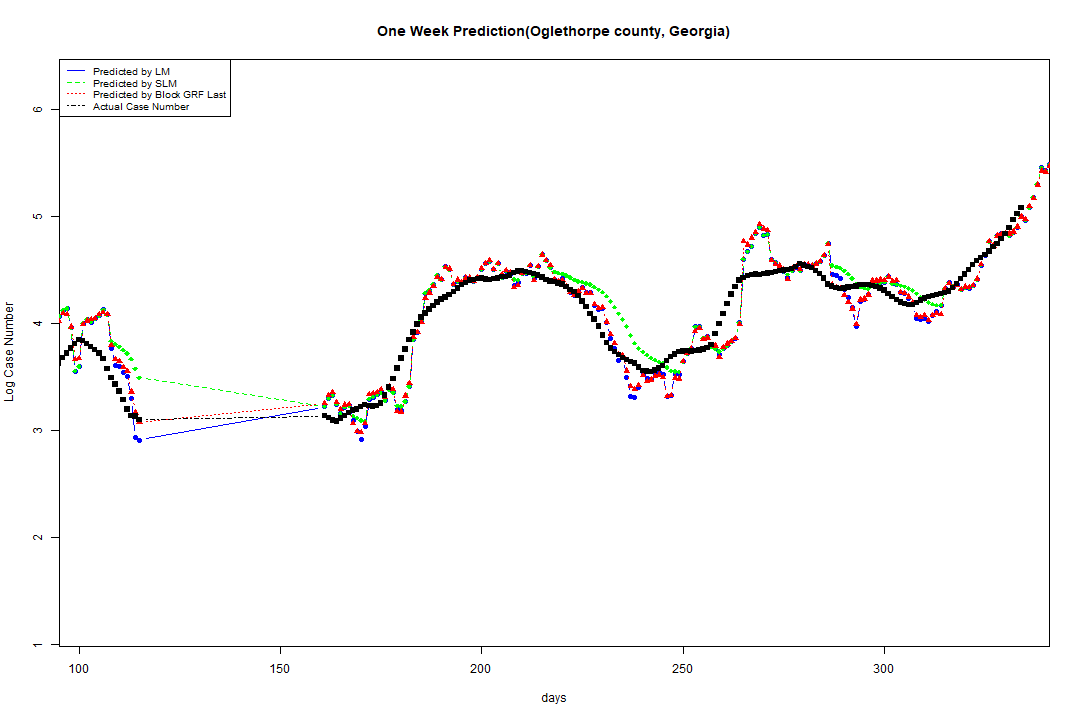 One Week Prediction(Oglethorpe county, Georgia)
Predicted by LM
Predicted by SLM
Predicted by Block GRF Last
Actual Case Number
Log Case Number
6
5
4
3
2
1
100 150 200 250 300
days